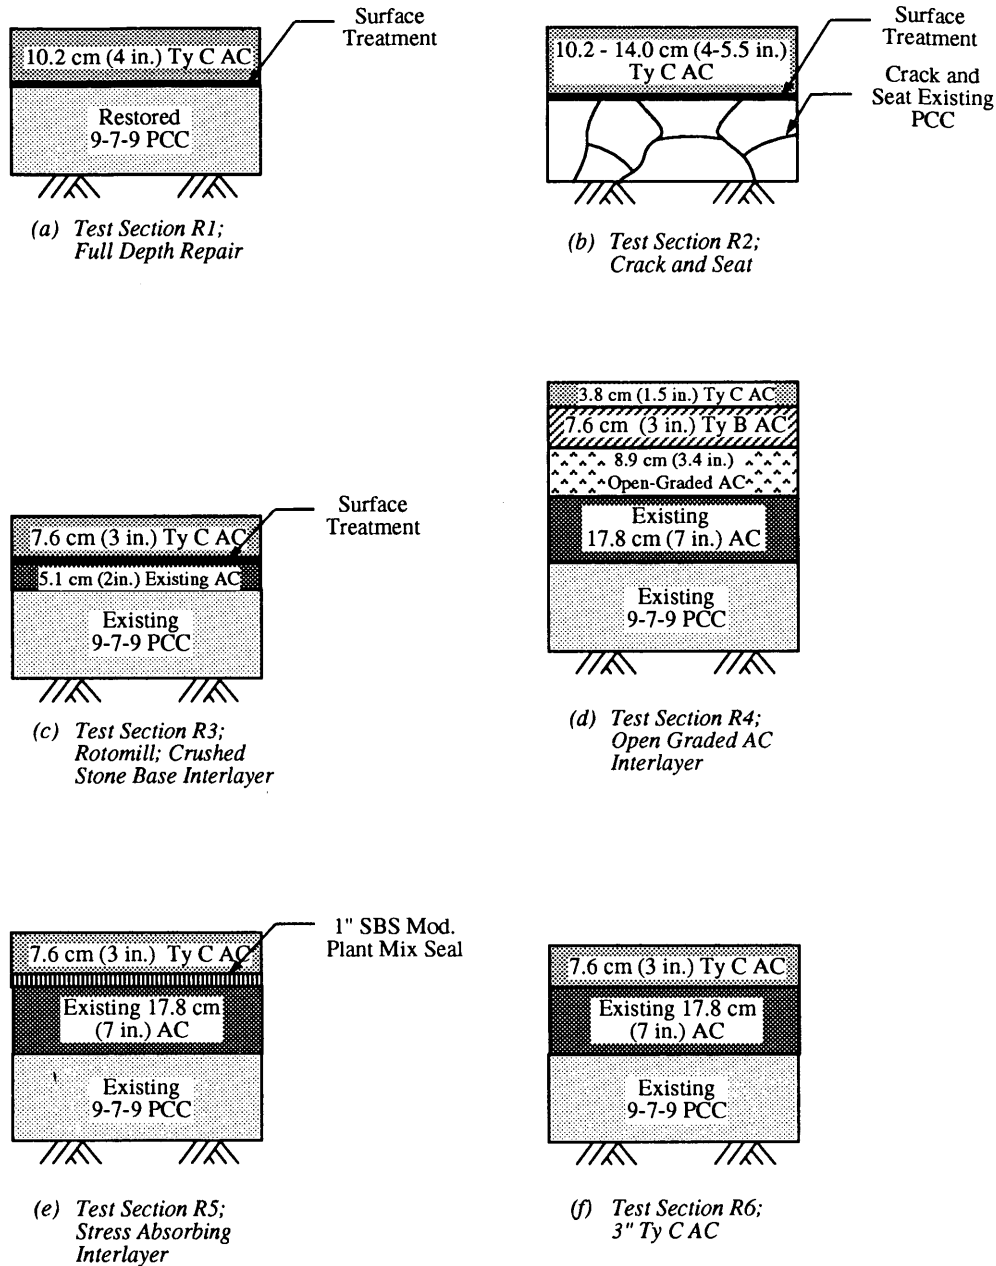 Surface
Treatment
10.2 cm (4 in.) Ty C AC
Restored
9-7-9 PCC
(a) Test Section R1;
Full Depth Repair
Surface
Treatment
10.2 - 14.0 cm (4-5.5 in.)
Ty C AC
Crack and
Seat Existing
PCC
(b) Test Section R2;
Crack and Seat
Surface
Treatment
7.6 cm (3 in.) Ty C AC
5.1 cm (2in.) Existing AC
Existing
9-7-9 PCC
(c) Test Section R3;
Rotomill; Crushed
Stone Base Interlayer
3.8 cm (1.5 in.) Ty C AC
7.6 cm (3 in.) Ty B AC
8.9 cm (3.4 in.)
Open-Graded AC
Existing
17.8 cm (7 in.) AC
Existing
9-7-9 PCC
(d) Test Section R4;
Open Graded AC
Interlayer
1" SBS Mod.
Plant Mix Seal
7.6 cm (3 in.) Ty C AC
Existing 17.8 cm
(7 in.) AC
Existing
9-7-9 PCC
(e) Test Section R5;
Stress Absorbing
Interlayer
7.6 cm (3 in.) Ty C AC
Existing 17.8 cm
(7 in.) AC
Existing
9-7-9 PCC
(f) Test Section R6;
3" Ty C AC